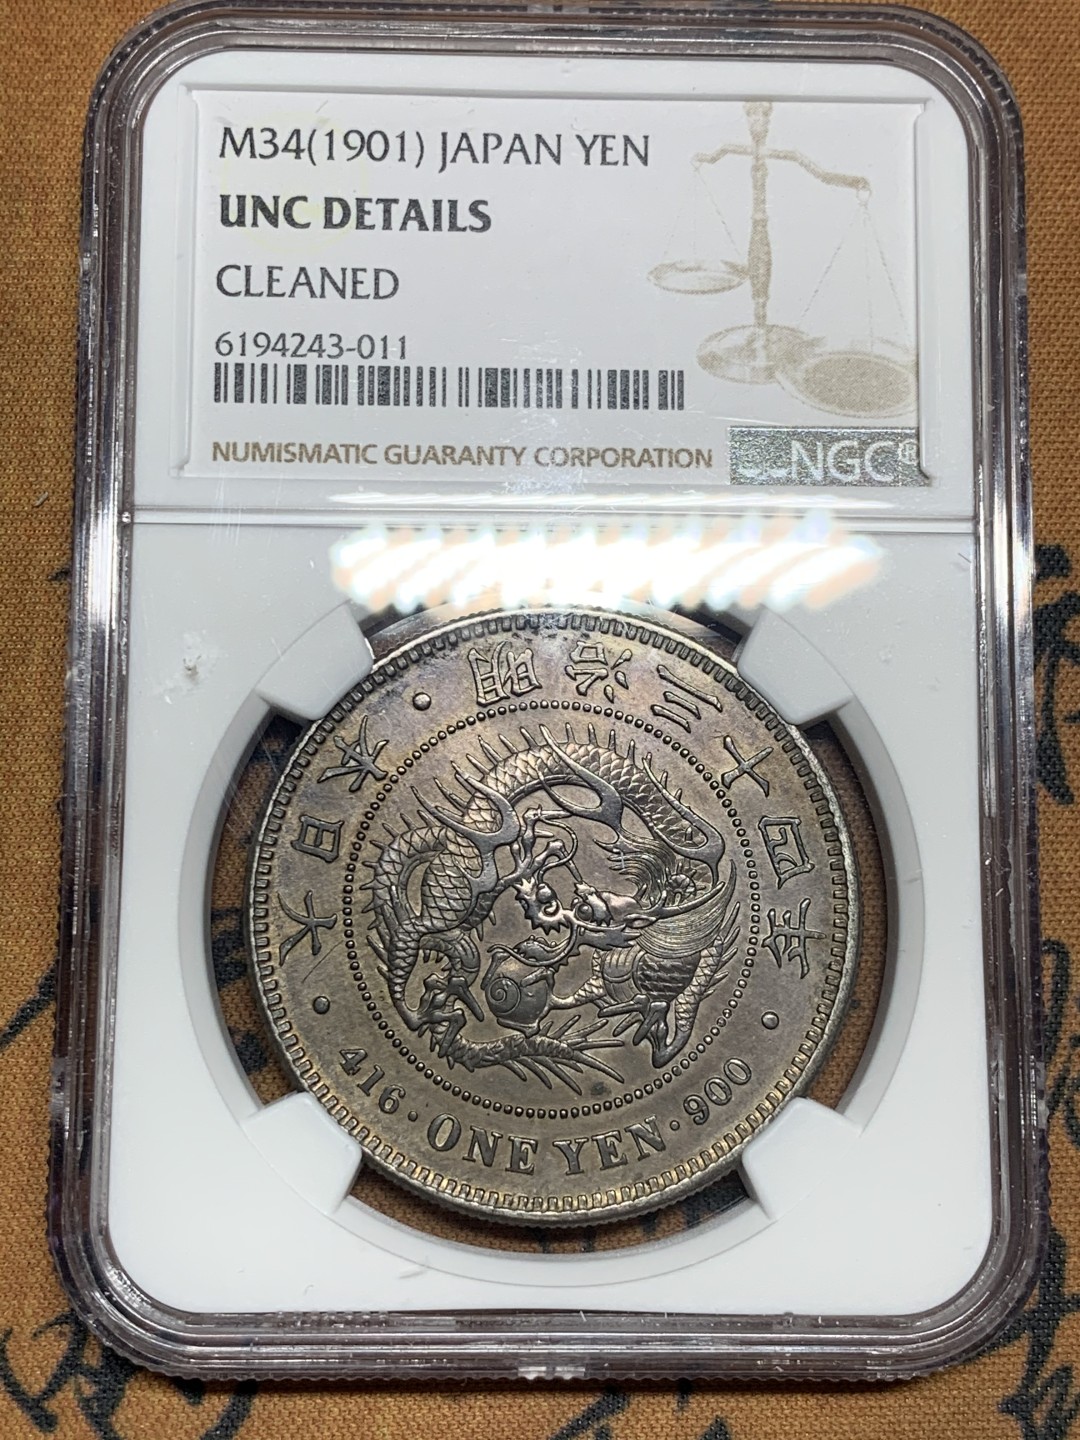 M34(1901) JAPAN YEN
UNC DETAILS
CLEANED
6194243-011
NUMISMATIC GUARANTY CORPORATION NGC®
大日本 · 明治三十四年 ·
416 · ONE YEN · 900